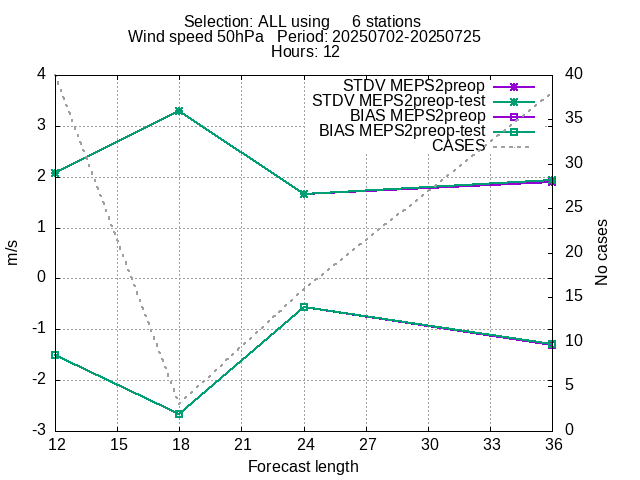 Selection: ALL using     6 stations
Wind speed 50hPa   Period: 20250702-20250725
Hours: 12
STDV MEPS2preop
STDV MEPS2preop-test
BIAS MEPS2preop
BIAS MEPS2preop-test
CASES
m/s
4
3
2
1
0
-1
-2
-3
40
35
30
25
20
15
10
5
0
No cases
12 15 18 21 24 27 30 33 36
Forecast length